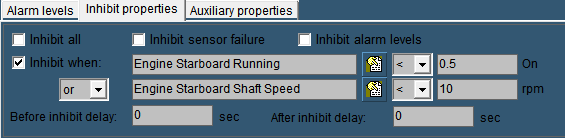 Alarm levels Inhibit properties Auxiliary properties
Inhibit all Inhibit sensor failure Inhibit alarm levels
Inhibit when: Engine Starboard Running < 0.5 On
or Engine Starboard Shaft Speed < 10 rpm
Before inhibit delay: 0 sec After inhibit delay: 0 sec